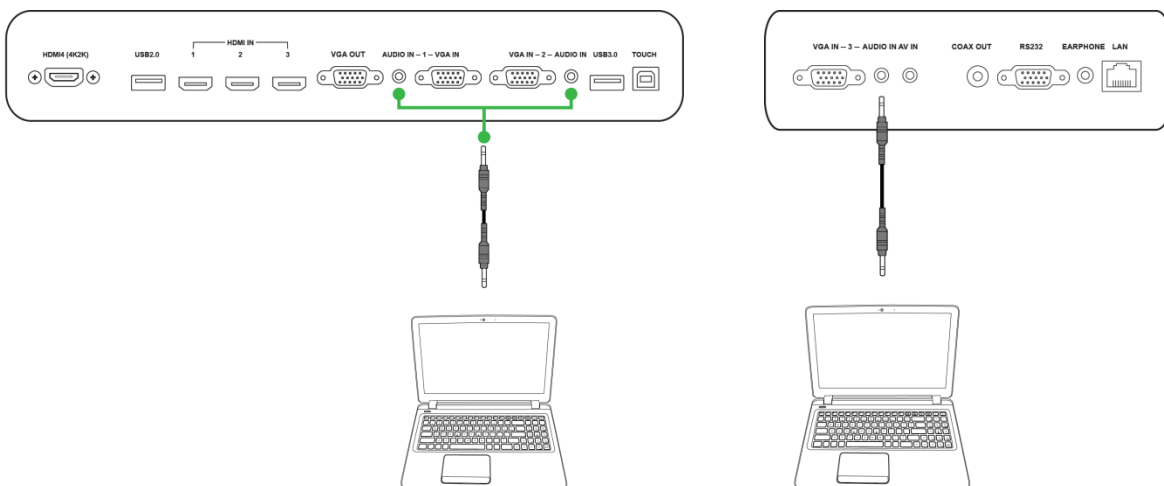 HDMI IN
HDMI4 (4K2K) USB2.0 1 2 3 VGA OUT AUDIO IN – 1 – VGA IN VGA IN – 2 – AUDIO IN USB3.0 TOUCH
VGA IN – 3 – AUDIO IN AV IN COAX OUT RS232 EARPHONE LAN